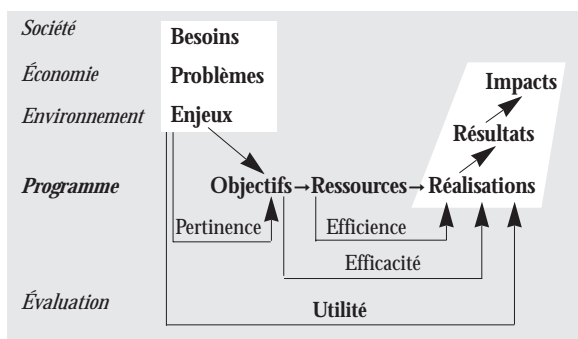 Société
Besoins
Économie
Problèmes
Impacts
Environnement
Enjeux
Résultats
Programme
Objectifs → Ressources → Réalisations
Pertinence
Efficience
Efficacité
Évaluation
Utilité